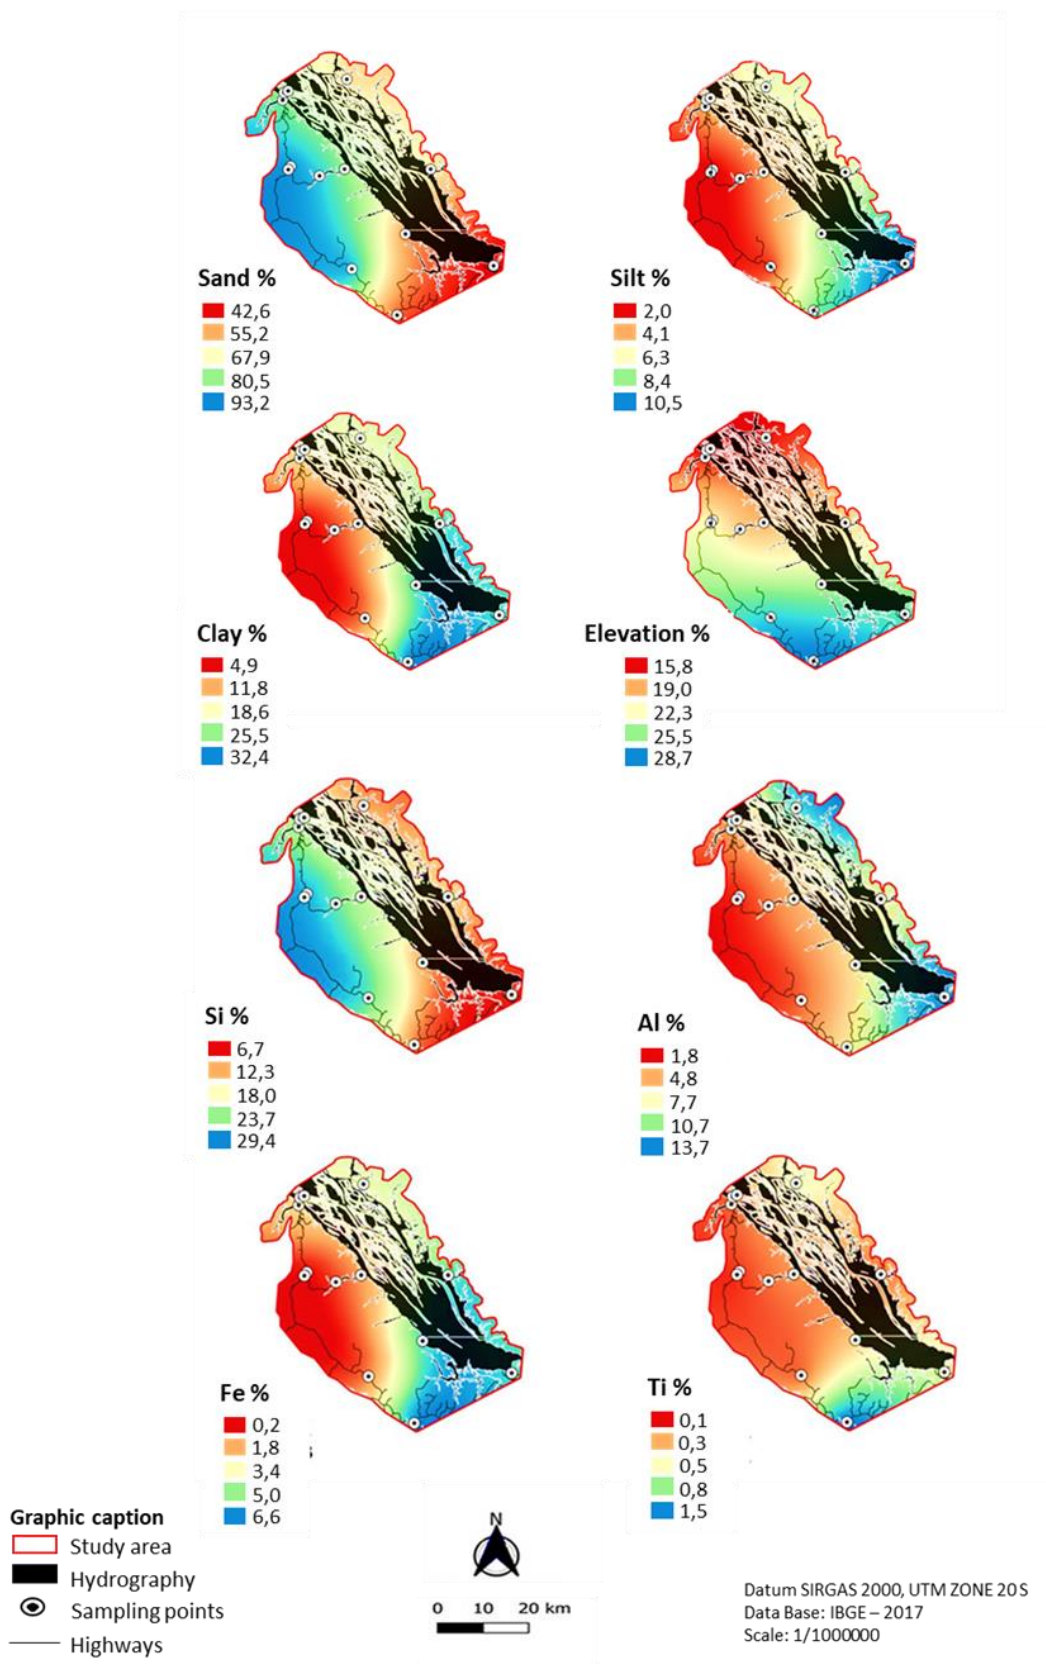 Sand %
42,6
55,2
67,9
80,5
93,2
Silt %
2,0
4,1
6,3
8,4
10,5
Clay %
4,9
11,8
18,6
25,5
32,4
Elevation %
15,8
19,0
22,3
25,5
28,7
Si %
6,7
12,3
18,0
23,7
29,4
Al %
1,8
4,8
7,7
10,7
13,7
Fe %
0,2
1,8
3,4
5,0
6,6
Ti %
0,1
0,3
0,5
0,8
1,5
Graphic caption
Study area
Hydrography
Sampling points
Highways
N
0 10 20 km
Datum SIRGAS 2000, UTM ZONE 20 S
Data Base: IBGE – 2017
Scale: 1/1000000